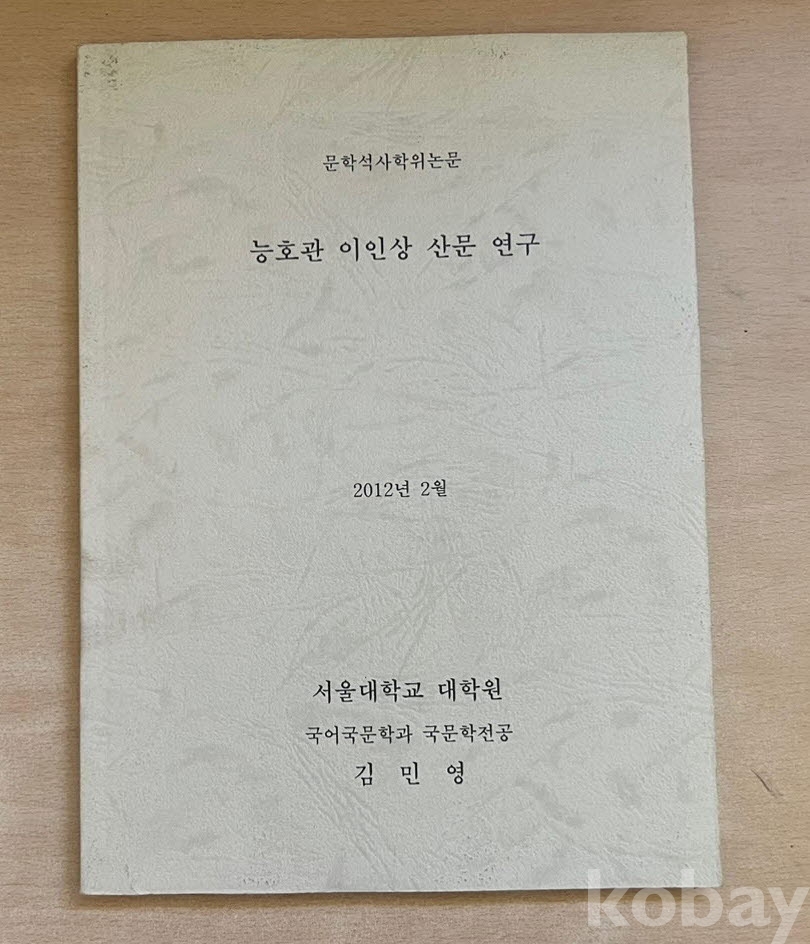 문학석사학위논문
능호관 이인상 산문 연구
2012년 2월
서울대학교 대학원
국어국문학과 국문학전공
김 민 영
kobay